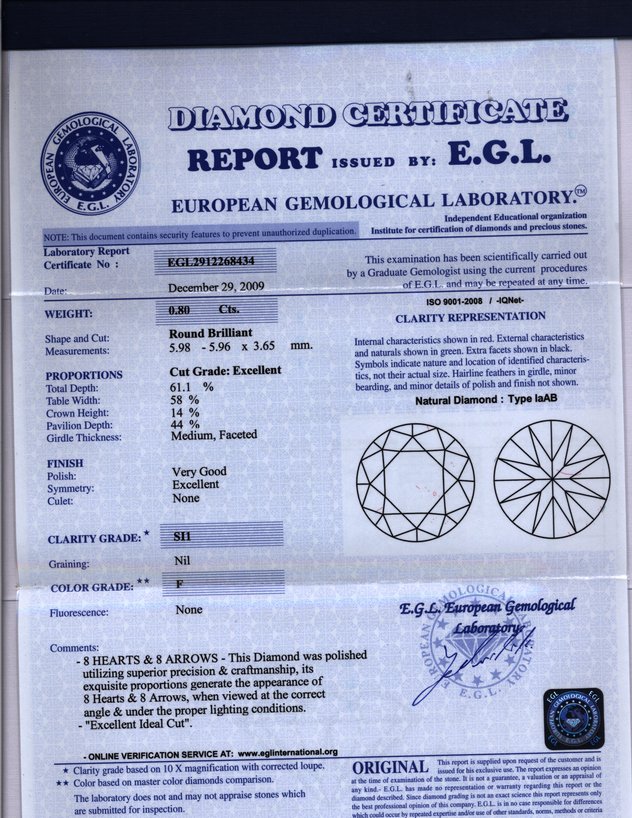 EUROPEAN GEMOLOGICAL LABORATORY
E.G.L.
DIAMOND CERTIFICATE
REPORT ISSUED BY: E.G.L.
EUROPEAN GEMOLOGICAL LABORATORY.™
Independent Educational organization
Institute for certification of diamonds and precious stones.
NOTE: This document contains security features to prevent unauthorized duplication.
Laboratory Report
Certificate No : EGL2912268434
Date: December 29, 2009
WEIGHT: 0.80 Cts.
Shape and Cut: Round Brilliant
Measurements: 5.98 - 5.96 x 3.65 mm.
PROPORTIONS Cut Grade: Excellent
Total Depth: 61.1 %
Table Width: 58 %
Crown Height: 14 %
Pavilion Depth: 44 %
Girdle Thickness: Medium, Faceted
FINISH
Polish: Very Good
Symmetry: Excellent
Culet: None
CLARITY GRADE: ★ SI1
Graining: Nil
COLOR GRADE: ★★ F
Fluorescence: None
Comments:
- 8 HEARTS & 8 ARROWS - This Diamond was polished
utilizing superior precision & craftmanship, its
exquisite proportions generate the appearance of
8 Hearts & 8 Arrows, when viewed at the correct
angle & under the proper lighting conditions.
- "Excellent Ideal Cut".
- ONLINE VERIFICATION SERVICE AT: www.eglinternational.org
★ Clarity grade based on 10 X magnification with corrected loupe.
★★ Color based on master color diamonds comparison.
The laboratory does not and may not appraise stones which
are submitted for inspection.
This examination has been scientifically carried out
by a Graduate Gemologist using the current procedures
of E.G.L. and may be repeated at any time.
ISO 9001-2008 / -IQNet-
CLARITY REPRESENTATION
Internal characteristics shown in red. External characteristics
and naturals shown in green. Extra facets shown in black.
Symbols indicate nature and location of identified characteris-
tics, not their actual size. Hairline feathers in girdle, minor
bearding, and minor details of polish and finish not shown.
Natural Diamond : Type IaAB
E.G.L. European Gemological
Laboratory
E.G.L.
EGL EGL
ORIGINAL This report is supplied upon request of the customer and is
issued for his exclusive use. The report expresses an opinion
at the time of examination of the stone. It is not a guarantee, a valuation or an appraisal of
any kind.- E.G.L. has made no representation or warranty regarding this report or the
diamond described. Since diamond grading is not an exact science this report represents only
the best professional opinion of this company. E.G.L. is in no case responsible for differences
which could occur by repeated expertise and/or use of other standards, norms, methods or criteria